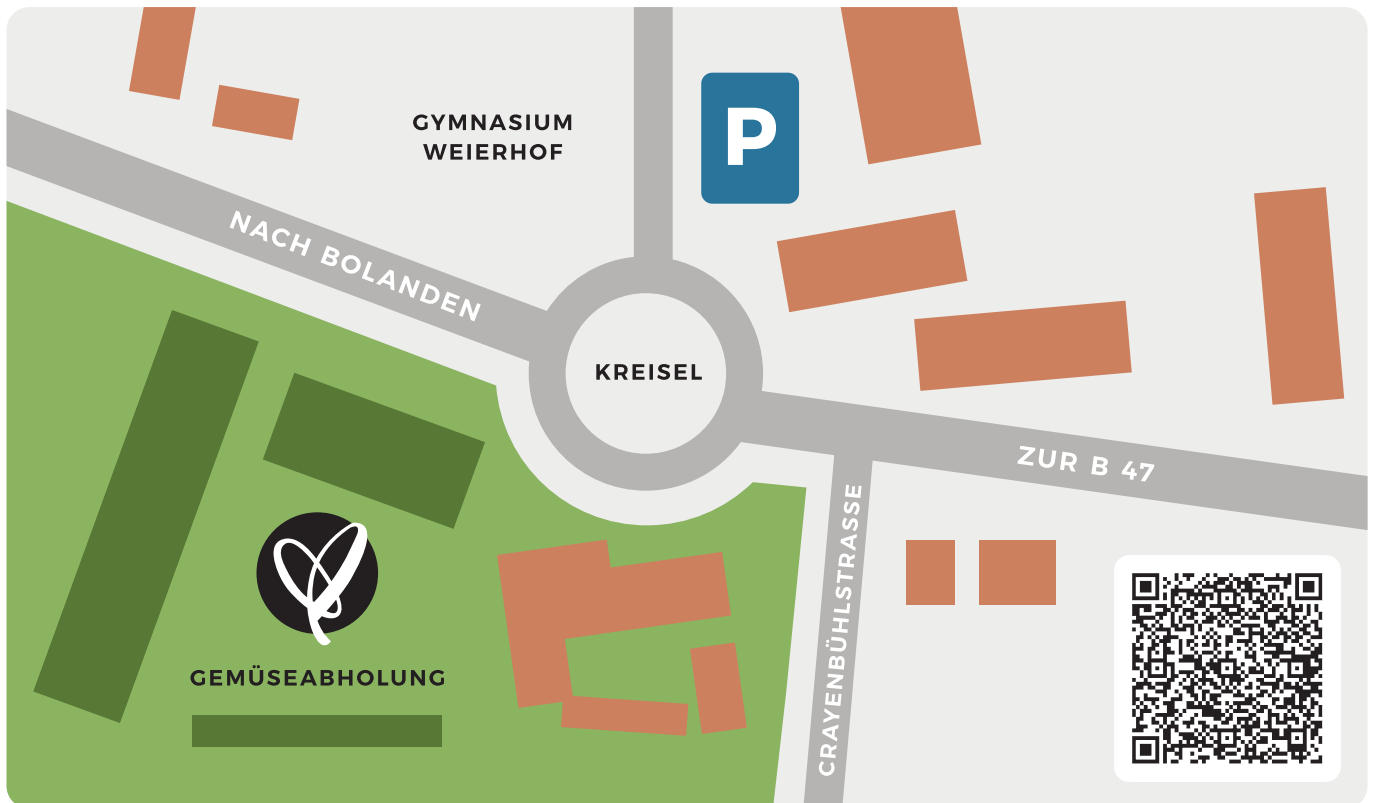 GYMNASIUM
WEIERHOF
P
NACH BOLANDEN
KREISEL
ZUR B 47
CRAYENBÜHLSTRASSE
GEMÜSEABHOLUNG